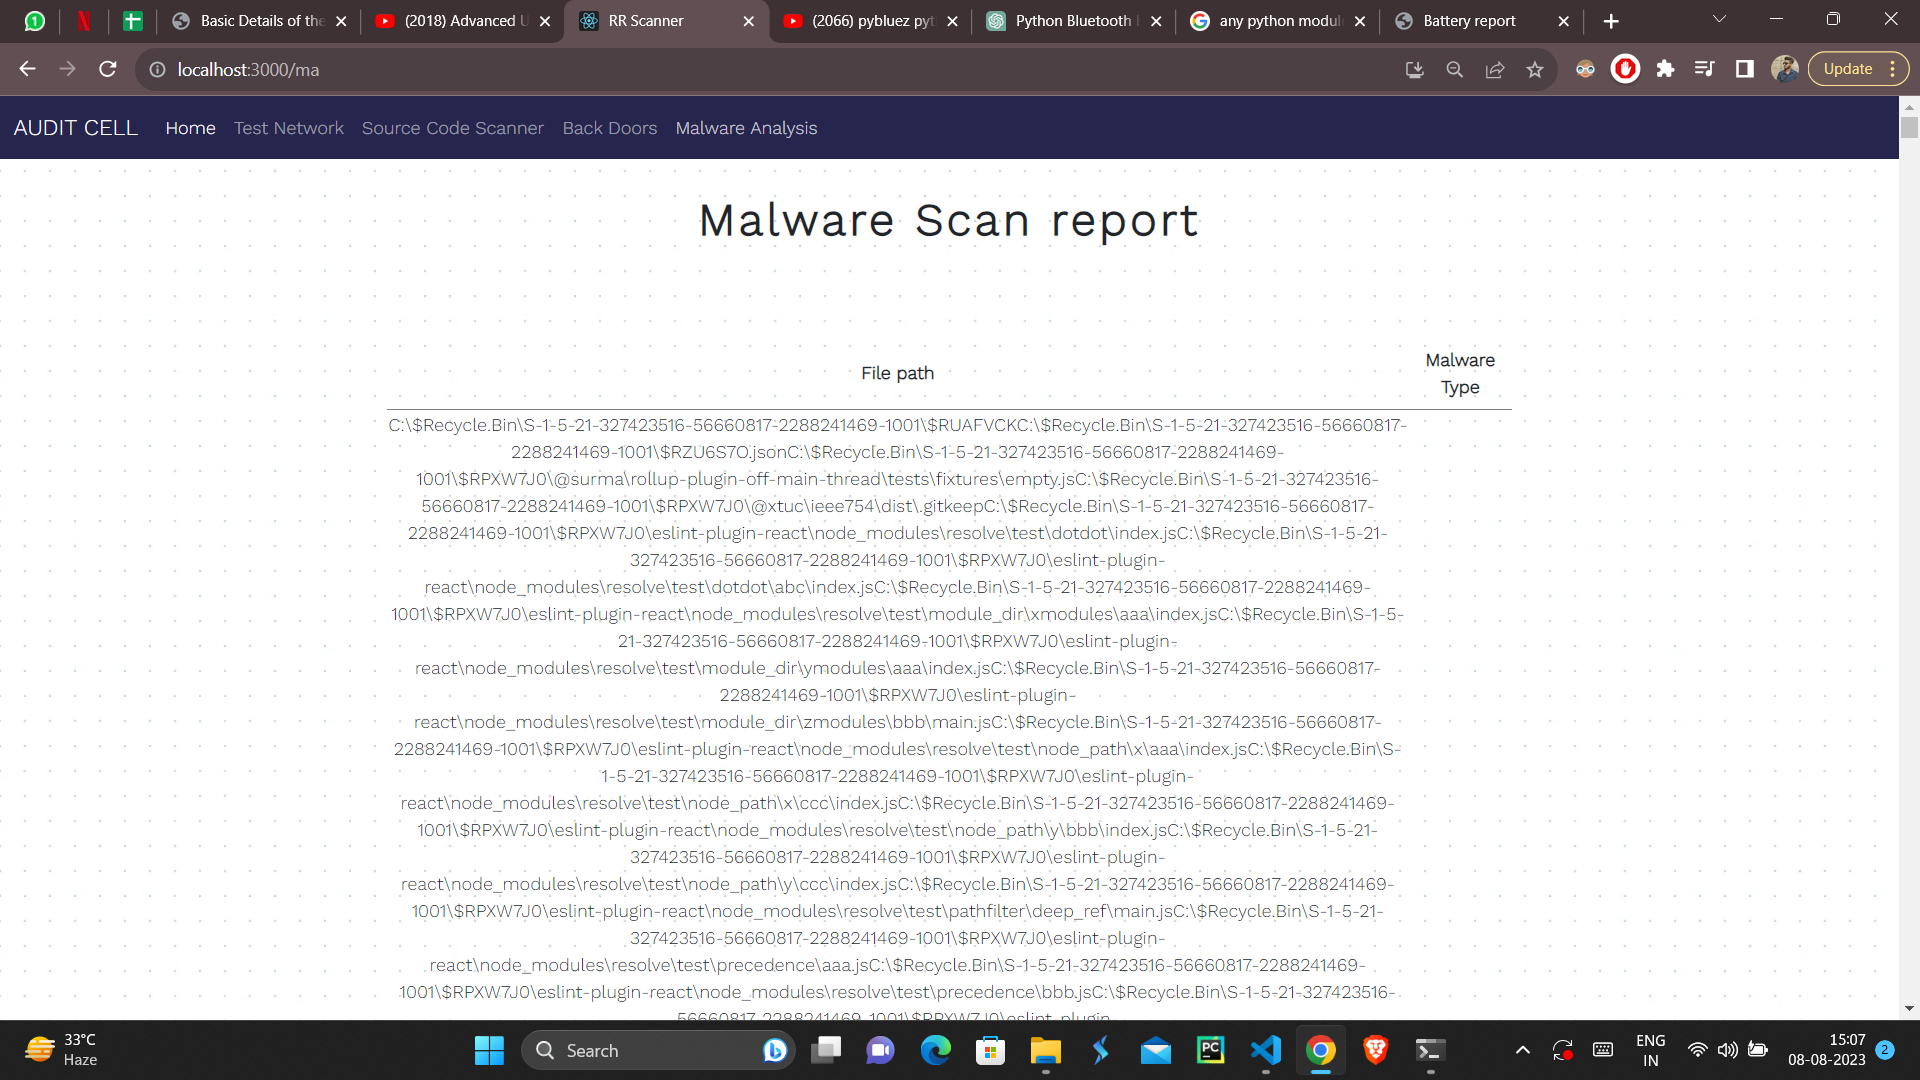 Basic Details of the
(2018) Advanced U
RR Scanner
(2066) pybluez pyt
Python Bluetooth
any python modul
Battery report
localhost:3000/ma
Update
AUDIT CELL Home Test Network Source Code Scanner Back Doors Malware Analysis
Malware Scan report
File path
Malware
Type
C:\$Recycle.Bin\S-1-5-21-327423516-56660817-2288241469-1001\$RUAFVCKC:\$Recycle.Bin\S-1-5-21-327423516-56660817-
2288241469-1001\$RZU6S7O.jsonC:\$Recycle.Bin\S-1-5-21-327423516-56660817-2288241469-
1001\$RPXW7J0\@surma\rollup-plugin-off-main-thread\tests\fixtures\empty.jsC:\$Recycle.Bin\S-1-5-21-327423516-
56660817-2288241469-1001\$RPXW7J0\@xtuc\ieee754\dist\.gitkeepC:\$Recycle.Bin\S-1-5-21-327423516-56660817-
2288241469-1001\$RPXW7J0\eslint-plugin-react\node_modules\resolve\test\dotdot\index.jsC:\$Recycle.Bin\S-1-5-21-
327423516-56660817-2288241469-1001\$RPXW7J0\eslint-plugin-
react\node_modules\resolve\test\dotdot\abc\index.jsC:\$Recycle.Bin\S-1-5-21-327423516-56660817-2288241469-
1001\$RPXW7J0\eslint-plugin-react\node_modules\resolve\test\module_dir\xmodules\aaa\index.jsC:\$Recycle.Bin\S-1-5-
21-327423516-56660817-2288241469-1001\$RPXW7J0\eslint-plugin-
react\node_modules\resolve\test\module_dir\ymodules\aaa\index.jsC:\$Recycle.Bin\S-1-5-21-327423516-56660817-
2288241469-1001\$RPXW7J0\eslint-plugin-
react\node_modules\resolve\test\module_dir\zmodules\bbb\main.jsC:\$Recycle.Bin\S-1-5-21-327423516-56660817-
2288241469-1001\$RPXW7J0\eslint-plugin-react\node_modules\resolve\test\node_path\x\aaa\index.jsC:\$Recycle.Bin\S-
1-5-21-327423516-56660817-2288241469-1001\$RPXW7J0\eslint-plugin-
react\node_modules\resolve\test\node_path\x\ccc\index.jsC:\$Recycle.Bin\S-1-5-21-327423516-56660817-2288241469-
1001\$RPXW7J0\eslint-plugin-react\node_modules\resolve\test\node_path\y\bbb\index.jsC:\$Recycle.Bin\S-1-5-21-
327423516-56660817-2288241469-1001\$RPXW7J0\eslint-plugin-
react\node_modules\resolve\test\node_path\y\ccc\index.jsC:\$Recycle.Bin\S-1-5-21-327423516-56660817-2288241469-
1001\$RPXW7J0\eslint-plugin-react\node_modules\resolve\test\pathfilter\deep_ref\main.jsC:\$Recycle.Bin\S-1-5-21-
327423516-56660817-2288241469-1001\$RPXW7J0\eslint-plugin-
react\node_modules\resolve\test\precedence\aaa.jsC:\$Recycle.Bin\S-1-5-21-327423516-56660817-2288241469-
1001\$RPXW7J0\eslint-plugin-react\node_modules\resolve\test\precedence\bbb.jsC:\$Recycle.Bin\S-1-5-21-327423516-
56660817-2288241469-1001\$RPXW7J0\eslint-plugin-
33°C
Haze
Search
PC
ENG
IN
15:07
08-08-2023
2